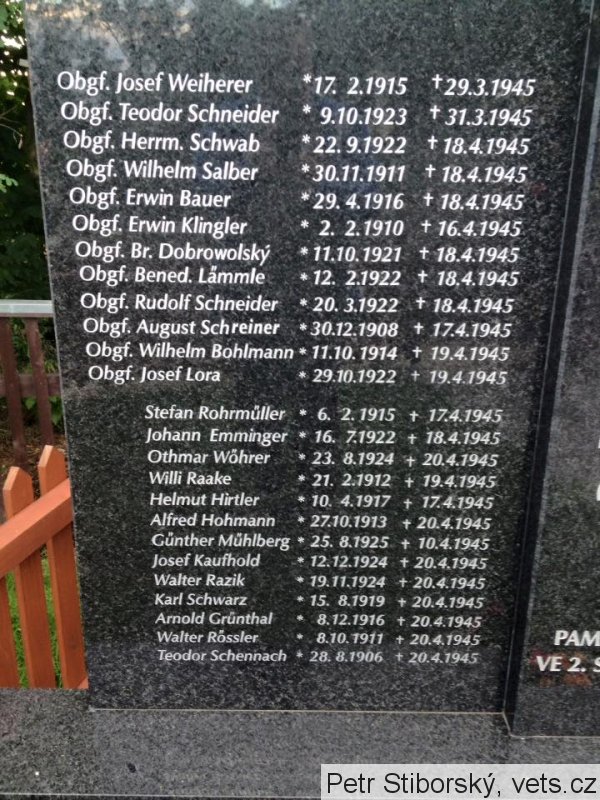 Obgf. Josef Weiherer * 17. 2.1915 † 29.3.1945
Obgf. Teodor Schneider * 9.10.1923 † 31.3.1945
Obgf. Herrm. Schwab * 22. 9.1922 † 18.4.1945
Obgf. Wilhelm Salber * 30.11.1911 † 18.4.1945
Obgf. Erwin Bauer * 29. 4.1916 † 18.4.1945
Obgf. Erwin Klingler * 2. 2.1910 † 16.4.1945
Obgf. Br. Dobrowolský * 11.10.1921 † 18.4.1945
Obgf. Bened. Lämmle * 12. 2.1922 † 18.4.1945
Obgf. Rudolf Schneider * 20. 3.1922 † 18.4.1945
Obgf. August Schreiner * 30.12.1908 † 17.4.1945
Obgf. Wilhelm Bohlmann * 11.10.1914 † 19.4.1945
Obgf. Josef Lora * 29.10.1922 † 19.4.1945
Stefan Rohrműller * 6. 2.1915 † 17.4.1945
Johann Emminger * 16. 7.1922 † 18.4.1945
Othmar Wőhrer * 23. 8.1924 † 20.4.1945
Willi Raake * 21. 2.1912 † 19.4.1945
Helmut Hirtler * 10. 4.1917 † 17.4.1945
Alfred Hohmann * 27.10.1913 † 20.4.1945
Gűnther Műhlberg * 25. 8.1925 † 10.4.1945
Josef Kaufhold * 12.12.1924 † 20.4.1945
Walter Razik * 19.11.1924 † 20.4.1945
Karl Schwarz * 15. 8.1919 † 20.4.1945
Arnold Grűnthal * 8.12.1916 † 20.4.1945
Walter Rőssler * 8.10.1911 † 20.4.1945
Teodor Schennach * 28. 8.1906 † 20.4.1945
PAM
VE 2. S
Petr Stiborský, vets.cz